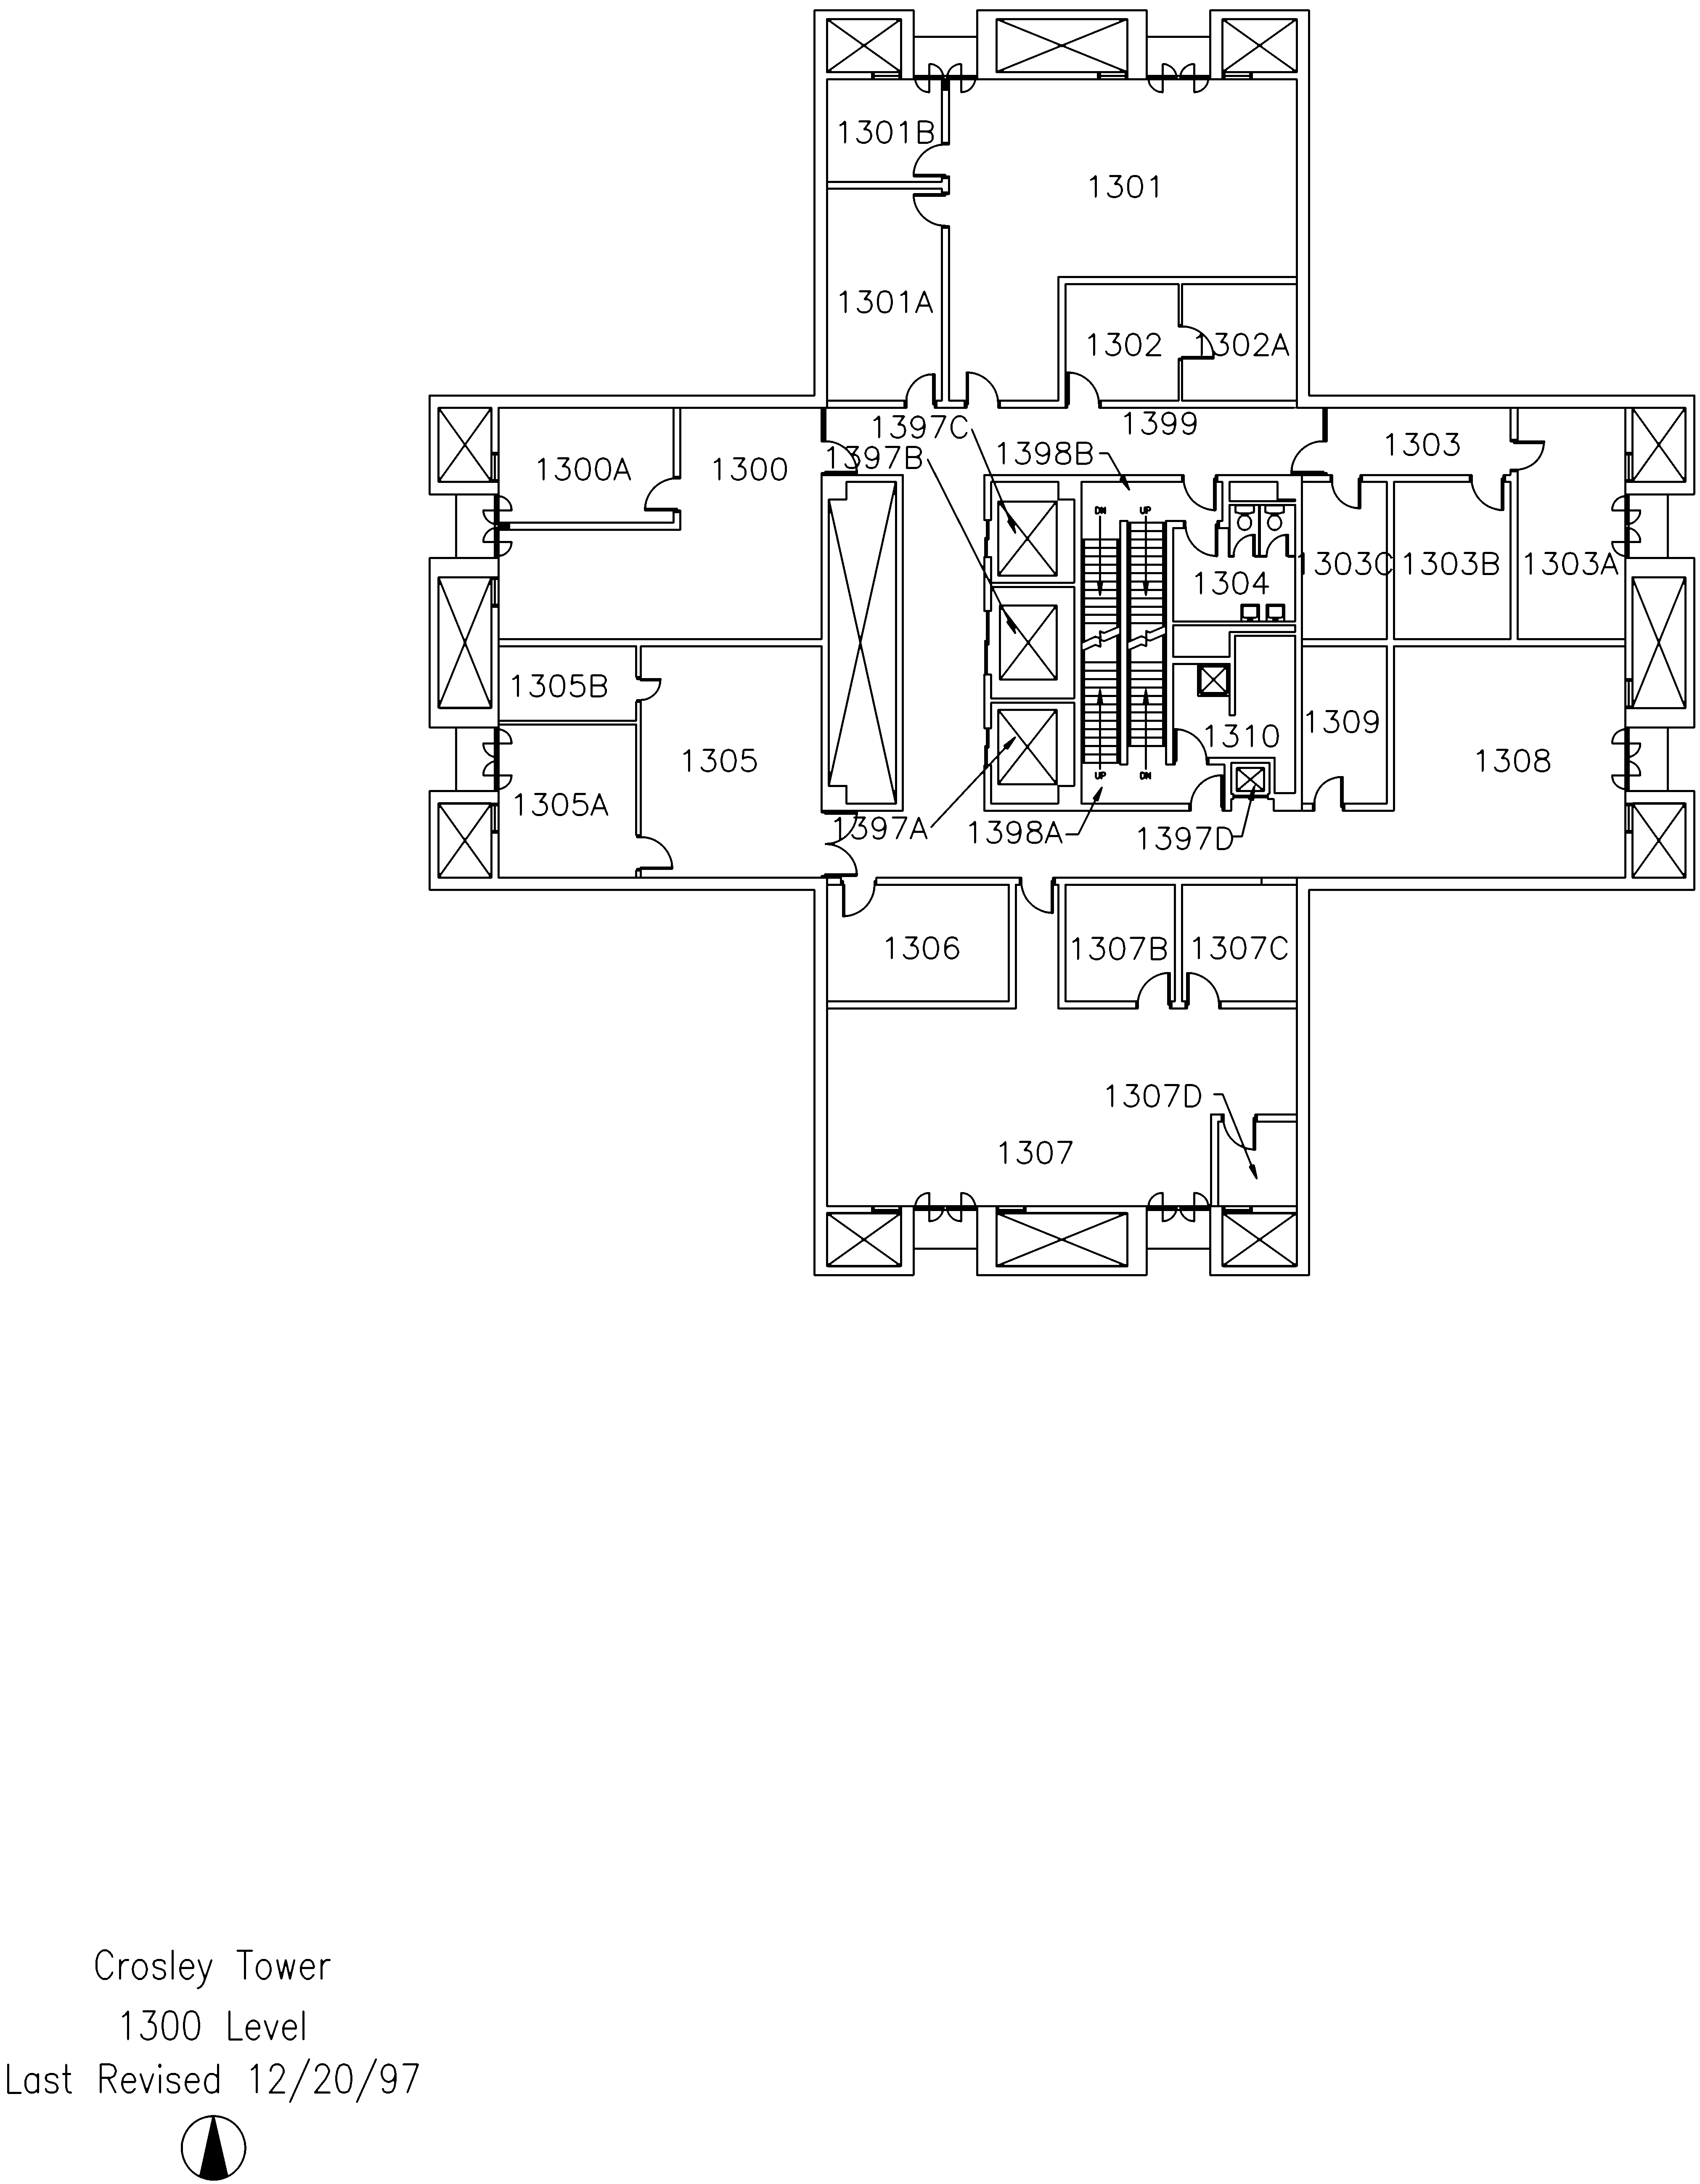 1301B
1301
1301A
1302
1302A
1397C
1399
1397B
1398B
1303
1300A
1300
DN
UP
1303C
1303B
1303A
1304
1305B
1309
1310
1305
1308
UP
DN
1305A
1397A
1398A
1397D
1306
1307B
1307C
1307D
1307
Crosley Tower
1300 Level
Last Revised 12/20/97